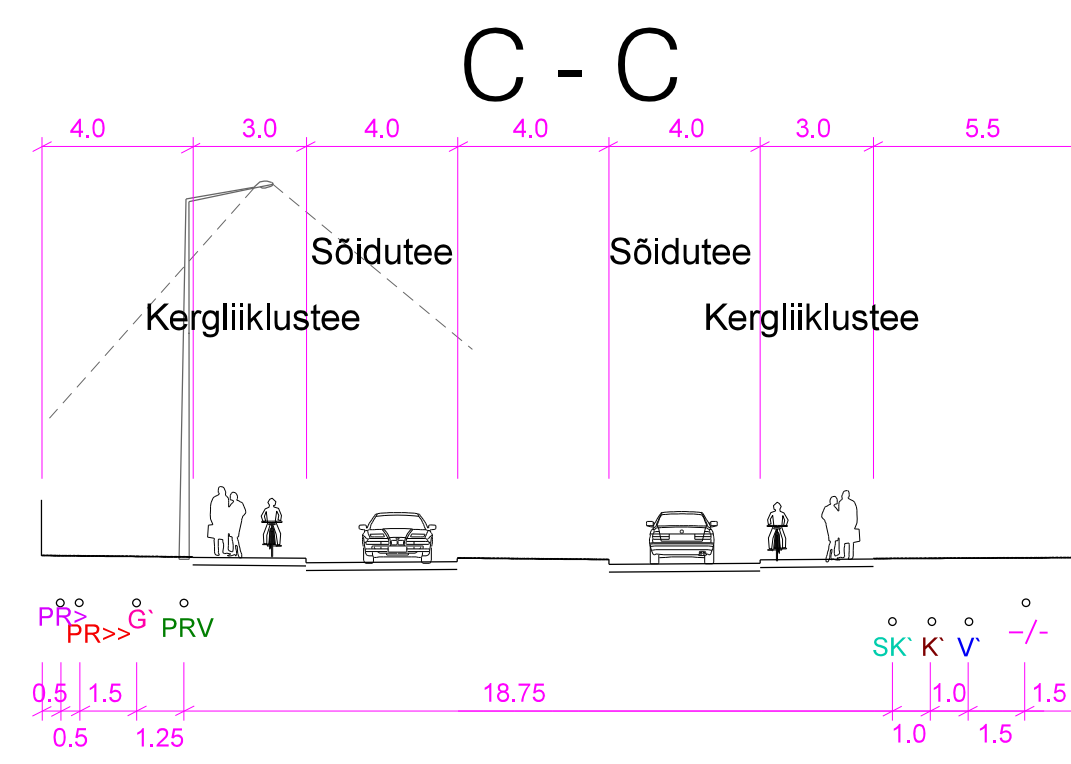 C - C
4.0 3.0 4.0 4.0 4.0 3.0 5.5
Sõidutee Sõidutee
Kergliiklustee Kergliiklustee
PR> PR>> G` PRV SK` K` V` −/-
0.5 1.5 18.75 1.0 1.5
0.5 1.25 1.0 1.5